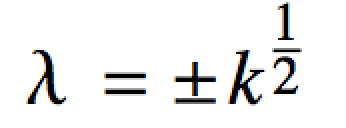 λ = ±k^{1/2}